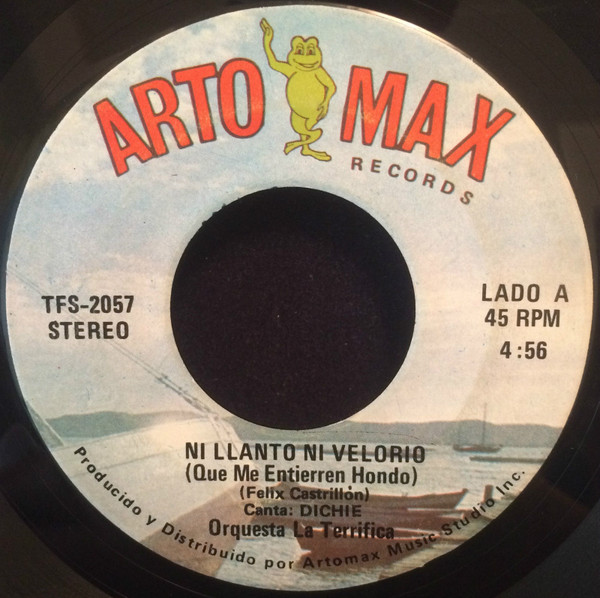 ARTO MAX
RECORDS
TFS-2057
STEREO
LADO A
45 RPM
4:56
NI LLANTO NI VELORIO
(Que Me Entierren Hondo)
(Felix Castrillón)
Canta: DICHIE
Orquesta La Terrifica
Producido y Distribuido por Artomax Music Studio Inc.